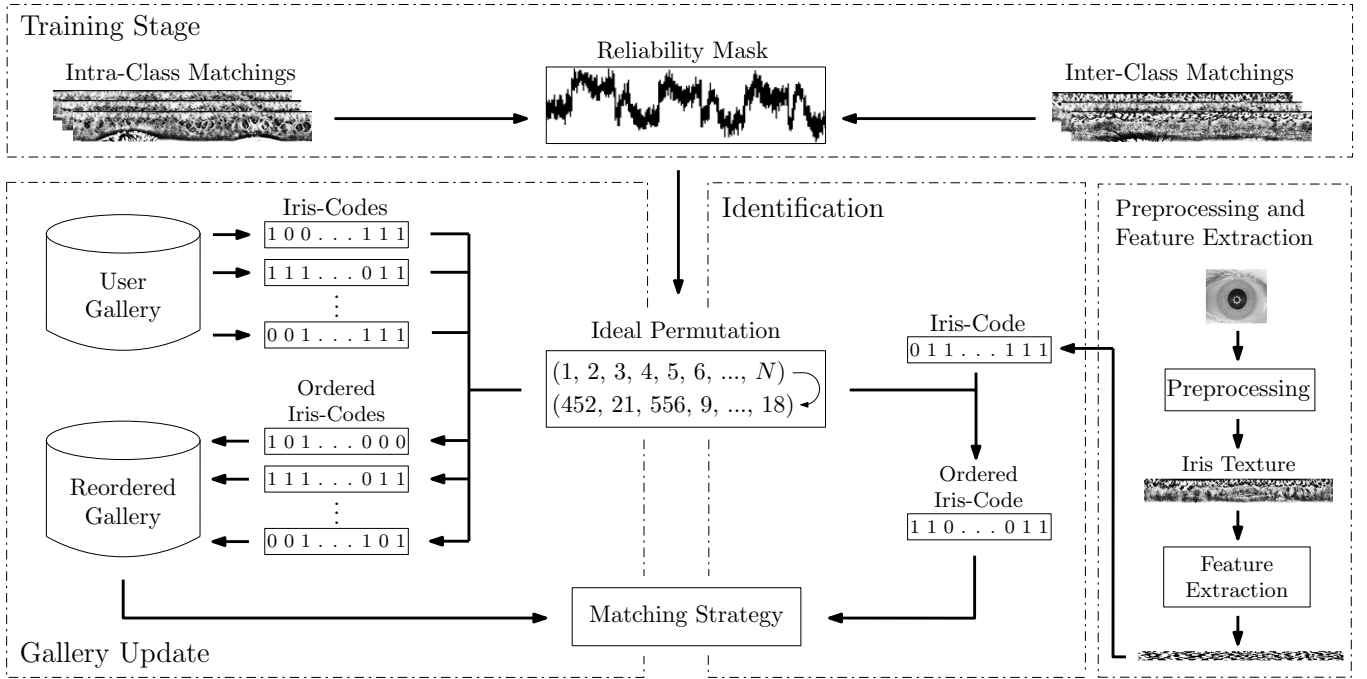 Training Stage
Intra-Class Matchings
Reliability Mask
Inter-Class Matchings
Iris-Codes
1 0 0 . . . 1 1 1
1 1 1 . . . 0 1 1
⋮
0 0 1 . . . 1 1 1
User
Gallery
Ordered
Iris-Codes
1 0 1 . . . 0 0 0
1 1 1 . . . 0 1 1
⋮
0 0 1 . . . 1 0 1
Reordered
Gallery
Gallery Update
Ideal Permutation
(1, 2, 3, 4, 5, 6, ..., N)
(452, 21, 556, 9, ..., 18)
Matching Strategy
Identification
Iris-Code
0 1 1 . . . 1 1 1
Ordered
Iris-Code
1 1 0 . . . 0 1 1
Preprocessing and
Feature Extraction
Preprocessing
Iris Texture
Feature
Extraction